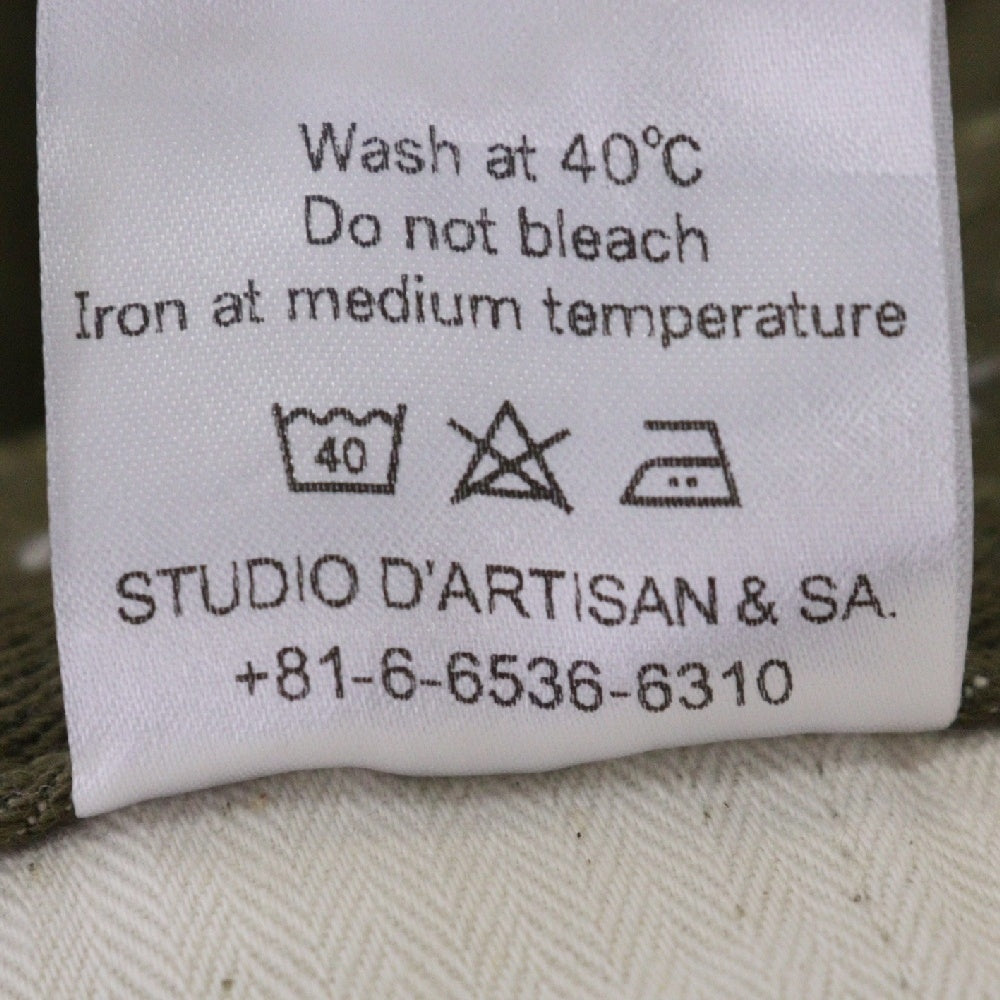 Wash at 40°C
Do not bleach
Iron at medium temperature
40
STUDIO D'ARTISAN & SA.
+81-6-6536-6310